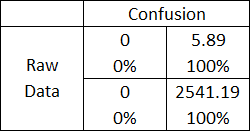 Confusion
Raw Data
0 5.89
0% 100%
0 2541.19
0% 100%